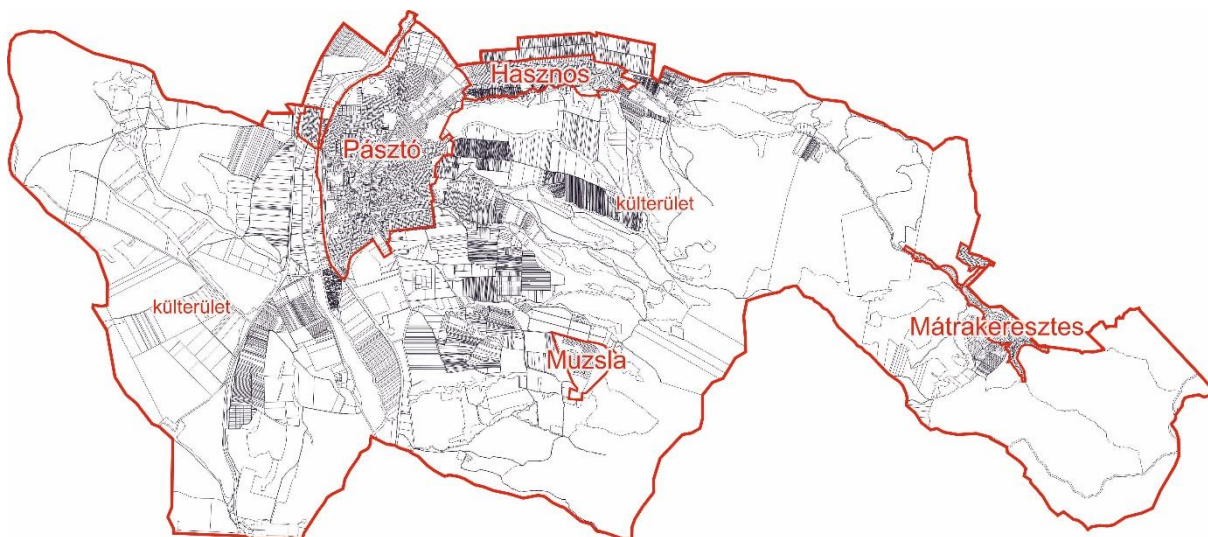 Hasznos
Pásztó
külterület
külterület
Mátrakeresztes
Muzsla